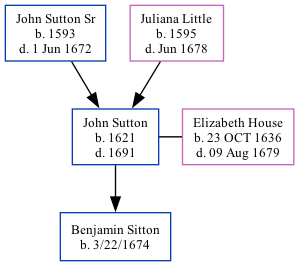 John Sutton Sr
b. 1593
d. 1 Jun 1672
Juliana Little
b. 1595
d. Jun 1678
John Sutton
b. 1621
d. 1691
Elizabeth House
b. 23 OCT 1636
d. 09 Aug 1679
Benjamin Sitton
b. 3/22/1674